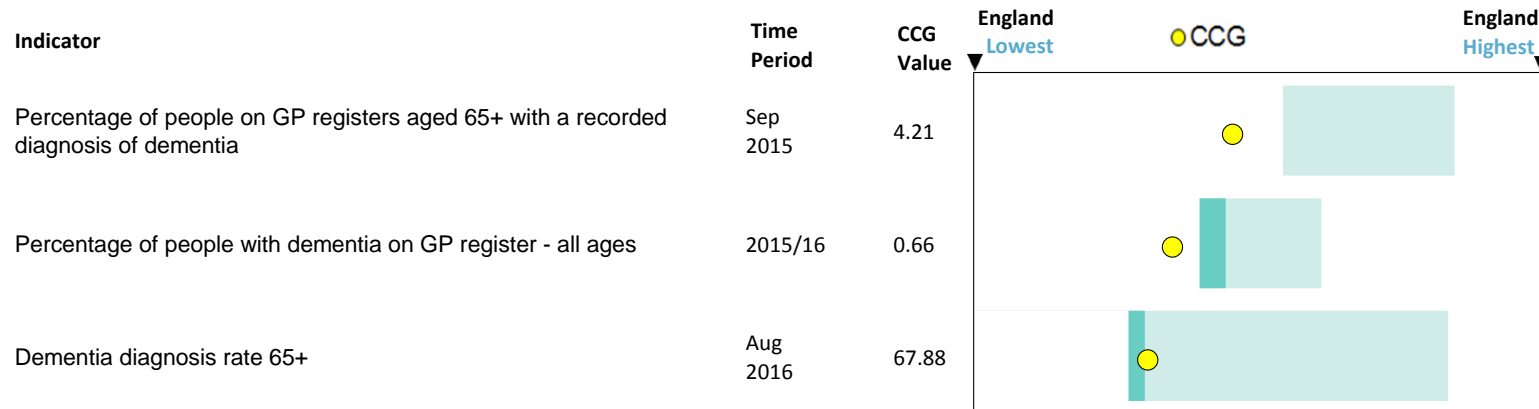 Indicator
Time Period
CCG Value
England Lowest
CCG
England Highest
Percentage of people on GP registers aged 65+ with a recorded
diagnosis of dementia
Sep
2015
4.21
Percentage of people with dementia on GP register - all ages
2015/16
0.66
Dementia diagnosis rate 65+
Aug
2016
67.88